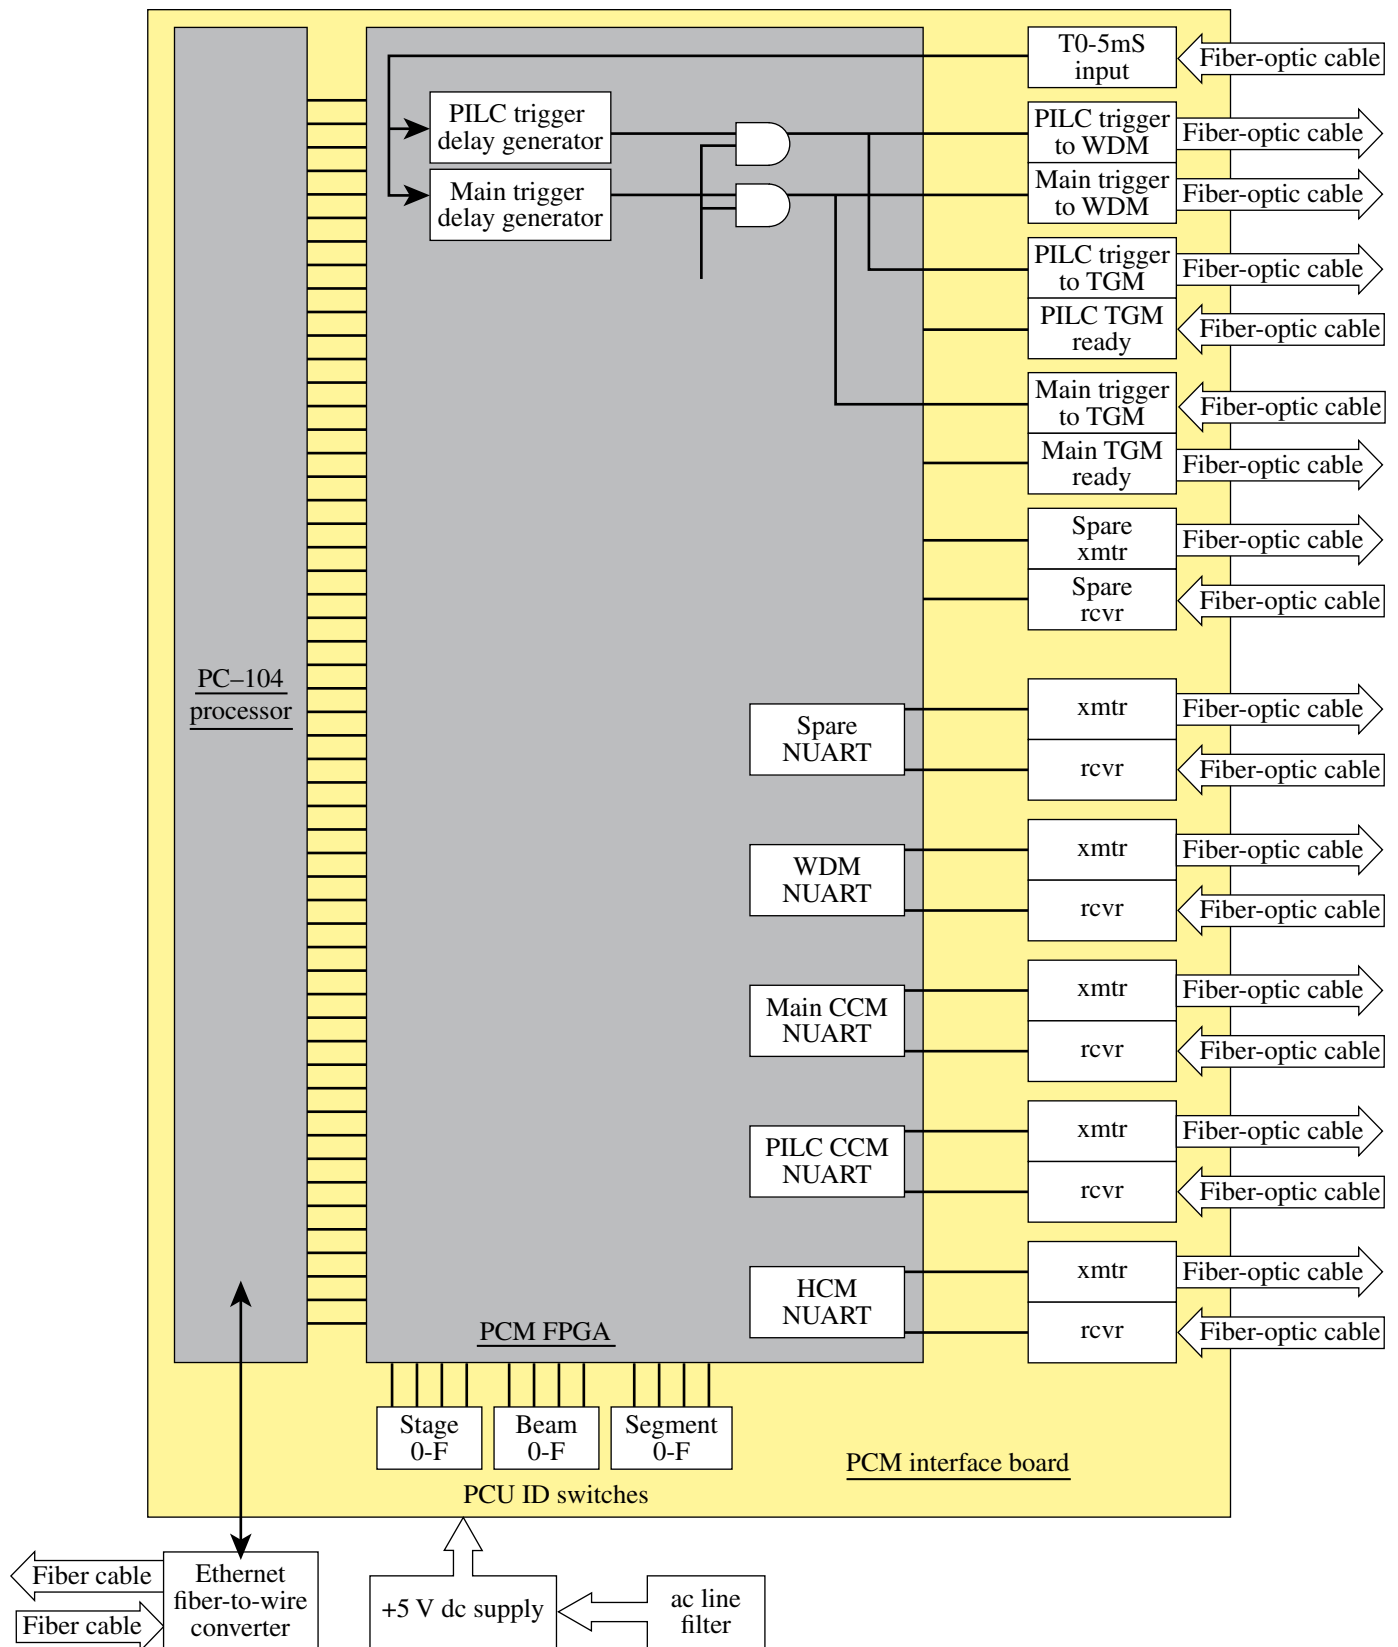 T0-5mS
input
Fiber-optic cable
PILC trigger
delay generator
PILC trigger
to WDM
Fiber-optic cable
Main trigger
delay generator
Main trigger
to WDM
Fiber-optic cable
PILC trigger
to TGM
Fiber-optic cable
PILC TGM
ready
Fiber-optic cable
Main trigger
to TGM
Fiber-optic cable
Main TGM
ready
Fiber-optic cable
Spare
xmtr
Fiber-optic cable
Spare
rcvr
Fiber-optic cable
PC–104
processor
Spare
NUART
xmtr
Fiber-optic cable
rcvr
Fiber-optic cable
WDM
NUART
xmtr
Fiber-optic cable
rcvr
Fiber-optic cable
Main CCM
NUART
xmtr
Fiber-optic cable
rcvr
Fiber-optic cable
PILC CCM
NUART
xmtr
Fiber-optic cable
rcvr
Fiber-optic cable
HCM
NUART
xmtr
Fiber-optic cable
rcvr
Fiber-optic cable
PCM FPGA
Stage
0-F
Beam
0-F
Segment
0-F
PCM interface board
PCU ID switches
Fiber cable
Fiber cable
Ethernet
fiber-to-wire
converter
+5 V dc supply
ac line
filter